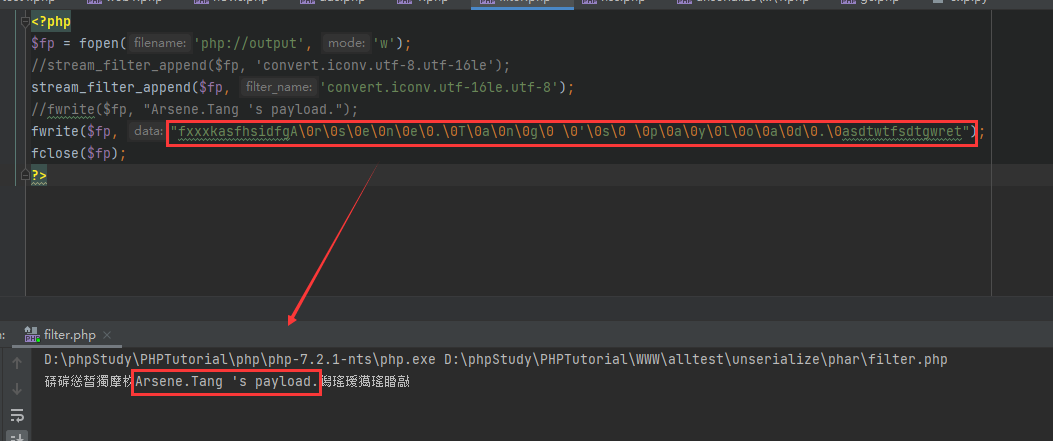 <?php
$fp = fopen( filename: 'php://output', mode: 'w');
//stream_filter_append($fp, 'convert.iconv.utf-8.utf-16le');
stream_filter_append($fp, filter_name: 'convert.iconv.utf-16le.utf-8');
//fwrite($fp, "Arsene.Tang 's payload.");
fwrite($fp, data: "fxxxkasfhsidfgA\0r\0s\0e\0n\0e\0.\0T\0a\0n\0g\0 \0'\0s\0 \0p\0a\0y\0l\0o\0a\0d\0.\0asdtwtfsdtgwret");
fclose($fp);
?>
filter.php
D:\phpStudy\PHPTutorial\php\php-7.2.1-nts\php.exe D:\phpStudy\PHPTutorial\WWW\alltest\unserialize\phar\filter.php
Arsene.Tang 's payload.